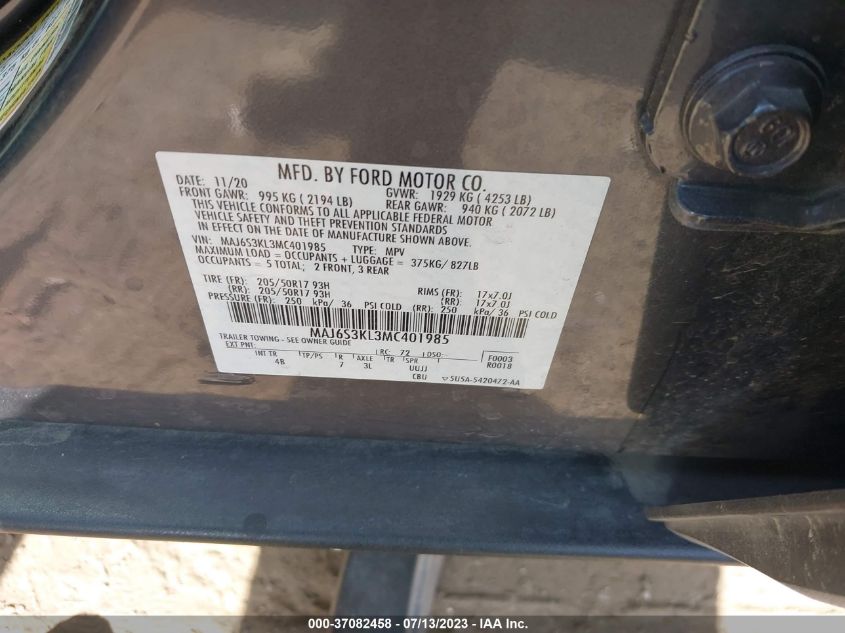 MFD. BY FORD MOTOR CO.
DATE: 11/20 GVWR: 1929 KG ( 4253 LB)
FRONT GAWR: 995 KG ( 2194 LB) REAR GAWR: 940 KG ( 2072 LB)
THIS VEHICLE CONFORMS TO ALL APPLICABLE FEDERAL MOTOR
VEHICLE SAFETY AND THEFT PREVENTION STANDARDS
IN EFFECT ON THE DATE OF MANUFACTURE SHOWN ABOVE.
VIN: MAJ6S3KL3MC401985 TYPE: MPV
MAXIMUM LOAD = OCCUPANTS + LUGGAGE = 375KG/ 827LB
OCCUPANTS = 5 TOTAL; 2 FRONT, 3 REAR
TIRE (FR): 205/50R17 93H RIMS (FR): 17x7.0J
(RR): 205/50R17 93H (RR): 17x7.0J
PRESSURE (FR): 250 kPa/ 36 PSI COLD (RR): 250 kPa/ 36 PSI COLD
MAJ6S3KL3MC401985
TRAILER TOWING - SEE OWNER GUIDE
EXT PNT: RC: 72 DSO: F0003
R0018
INT TR TP/PS R AXLE TR SPR UUJJ
4B 7 3L CBU 5U5A-5420472-AA
000-37082458 - 07/13/2023 - IAA Inc.